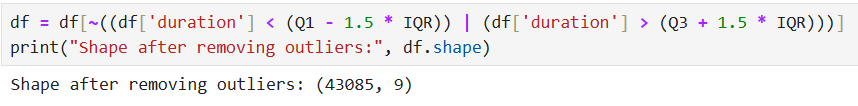 df = df[~((df['duration'] < (Q1 - 1.5 * IQR)) | (df['duration'] > (Q3 + 1.5 * IQR)))]
print("Shape after removing outliers:", df.shape)
Shape after removing outliers: (43085, 9)